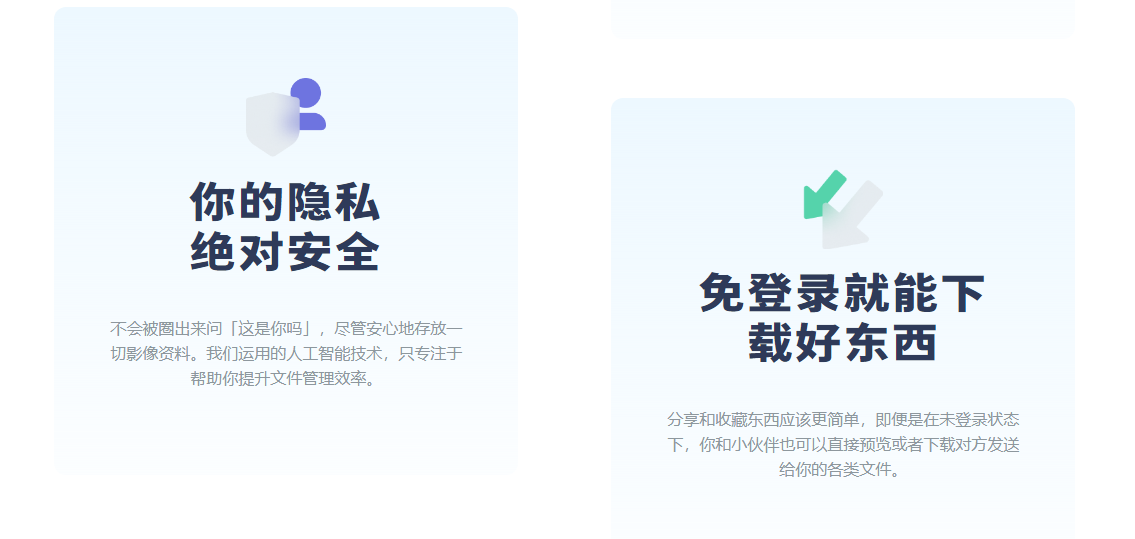 你的隐私
绝对安全
不会被圈出来问「这是你吗」，尽管安心地存放一
切影像资料。我们运用的人工智能技术，只专注于
帮助你提升文件管理效率。
免登录就能下
载好东西
分享和收藏东西应该更简单，即便是在未登录状态
下，你和小伙伴也可以直接预览或者下载对方发送
给你的各类文件。